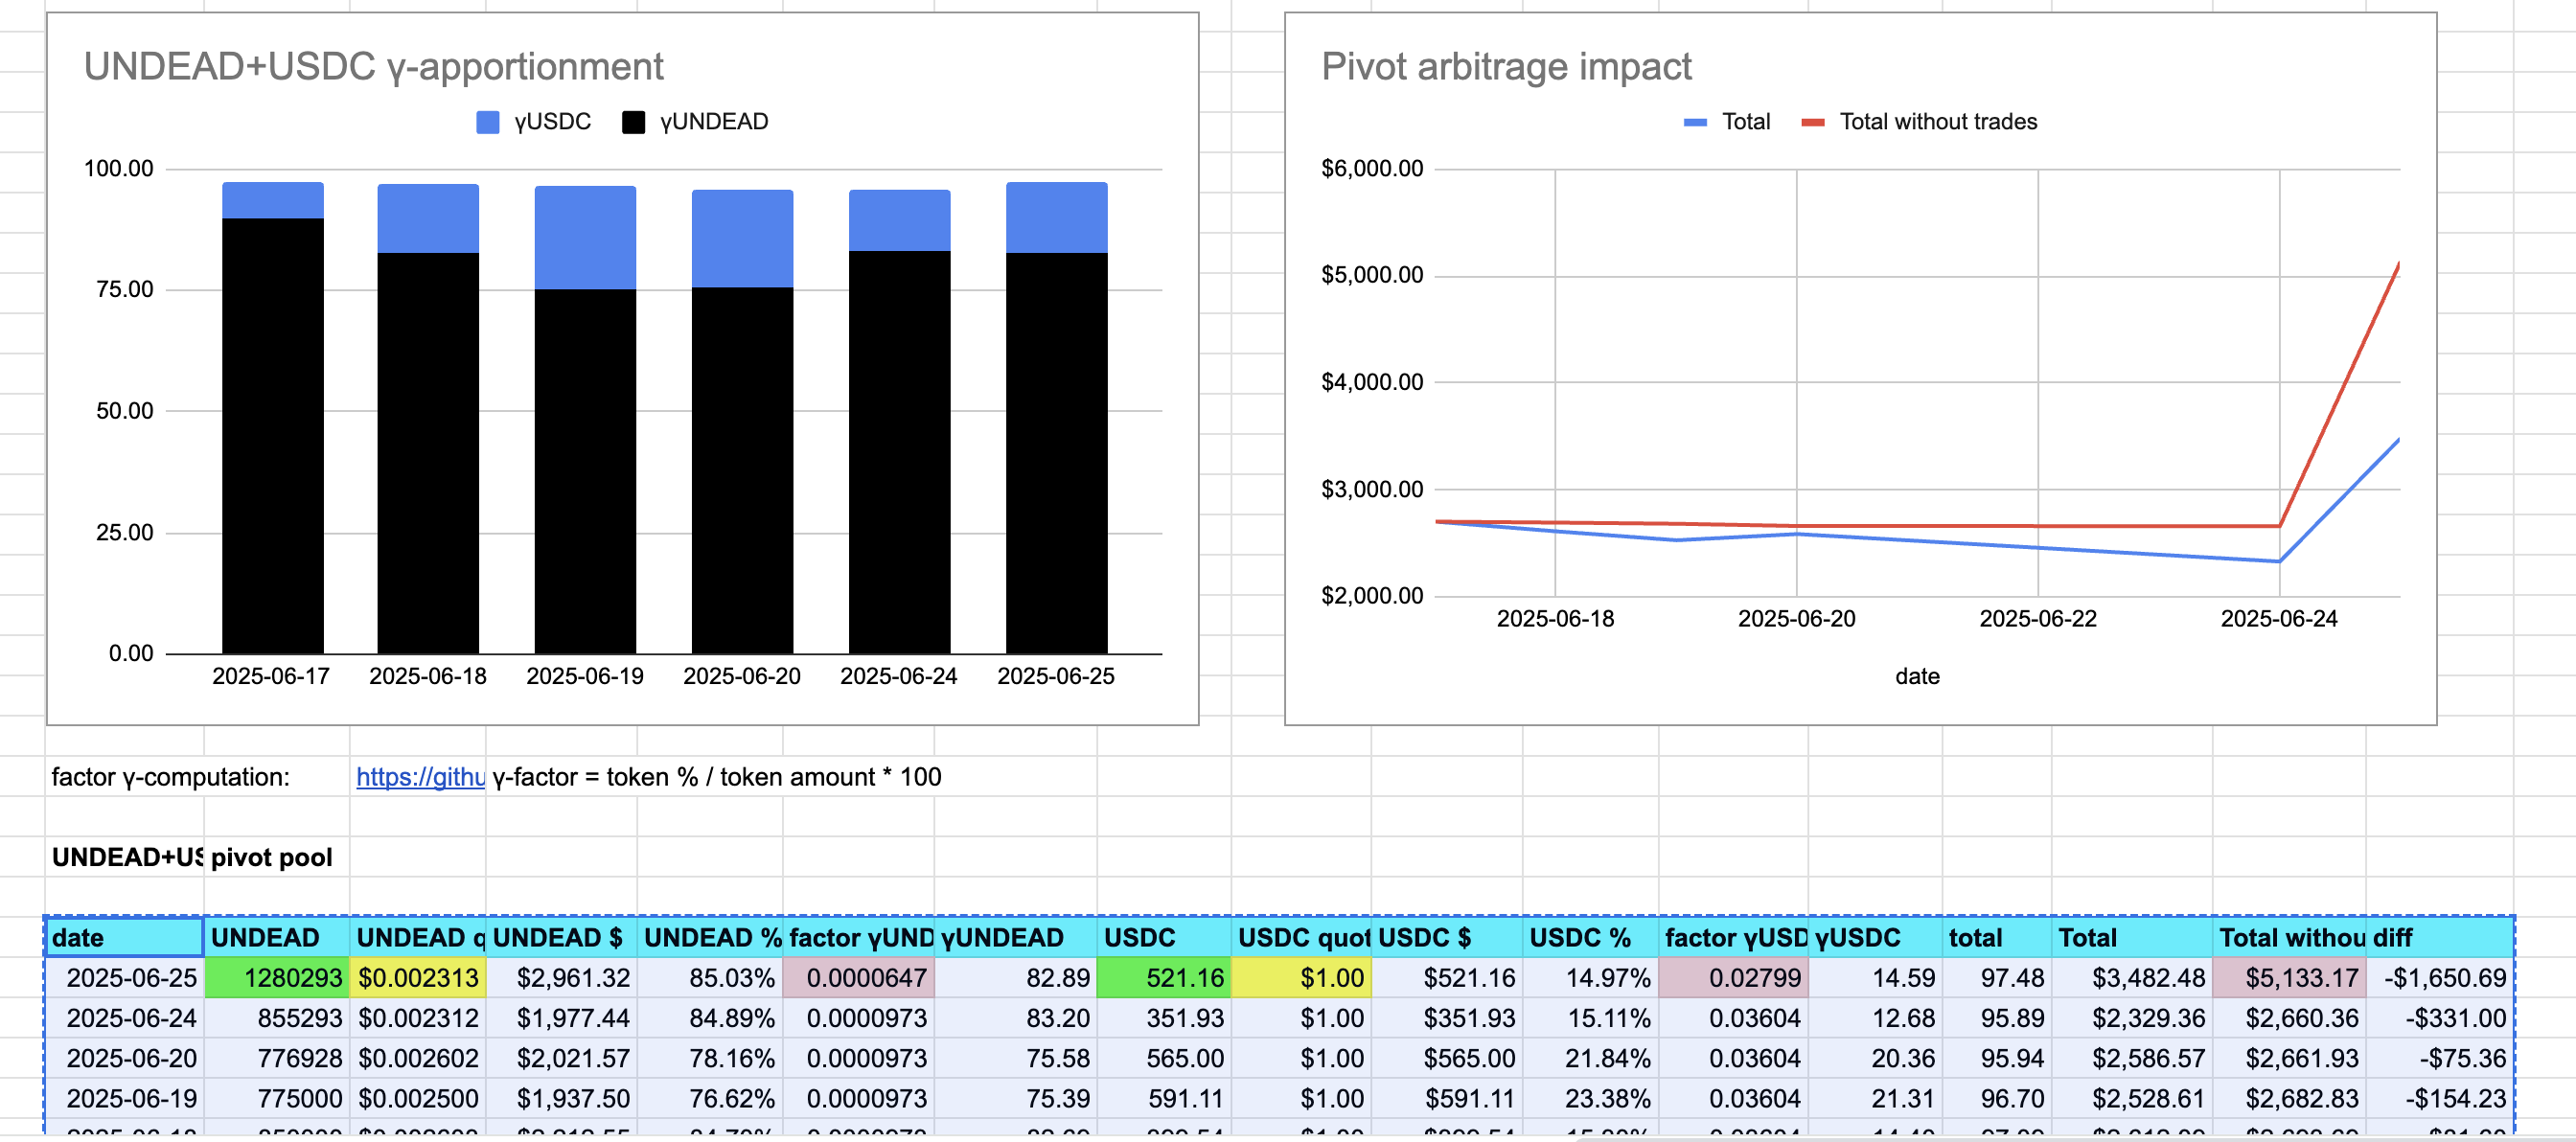 UNDEAD+USDC γ-apportionment
γUSDC γUNDEAD
100.00
75.00
50.00
25.00
0.00
2025-06-17 2025-06-18 2025-06-19 2025-06-20 2025-06-24 2025-06-25
Pivot arbitrage impact
Total Total without trades
$6,000.00
$5,000.00
$4,000.00
$3,000.00
$2,000.00
2025-06-18 2025-06-20 2025-06-22 2025-06-24
date
factor γ-computation: https://githu γ-factor = token % / token amount * 100
UNDEAD+US pivot pool
date UNDEAD UNDEAD q UNDEAD $ UNDEAD % factor γUND γUNDEAD USDC USDC quot USDC $ USDC % factor γUSD γUSDC total Total Total withou diff
2025-06-25 1280293 $0.002313 $2,961.32 85.03% 0.0000647 82.89 521.16 $1.00 $521.16 14.97% 0.02799 14.59 97.48 $3,482.48 $5,133.17 -$1,650.69
2025-06-24 855293 $0.002312 $1,977.44 84.89% 0.0000973 83.20 351.93 $1.00 $351.93 15.11% 0.03604 12.68 95.89 $2,329.36 $2,660.36 -$331.00
2025-06-20 776928 $0.002602 $2,021.57 78.16% 0.0000973 75.58 565.00 $1.00 $565.00 21.84% 0.03604 20.36 95.94 $2,586.57 $2,661.93 -$75.36
2025-06-19 775000 $0.002500 $1,937.50 76.62% 0.0000973 75.39 591.11 $1.00 $591.11 23.38% 0.03604 21.31 96.70 $2,528.61 $2,682.83 -$154.23